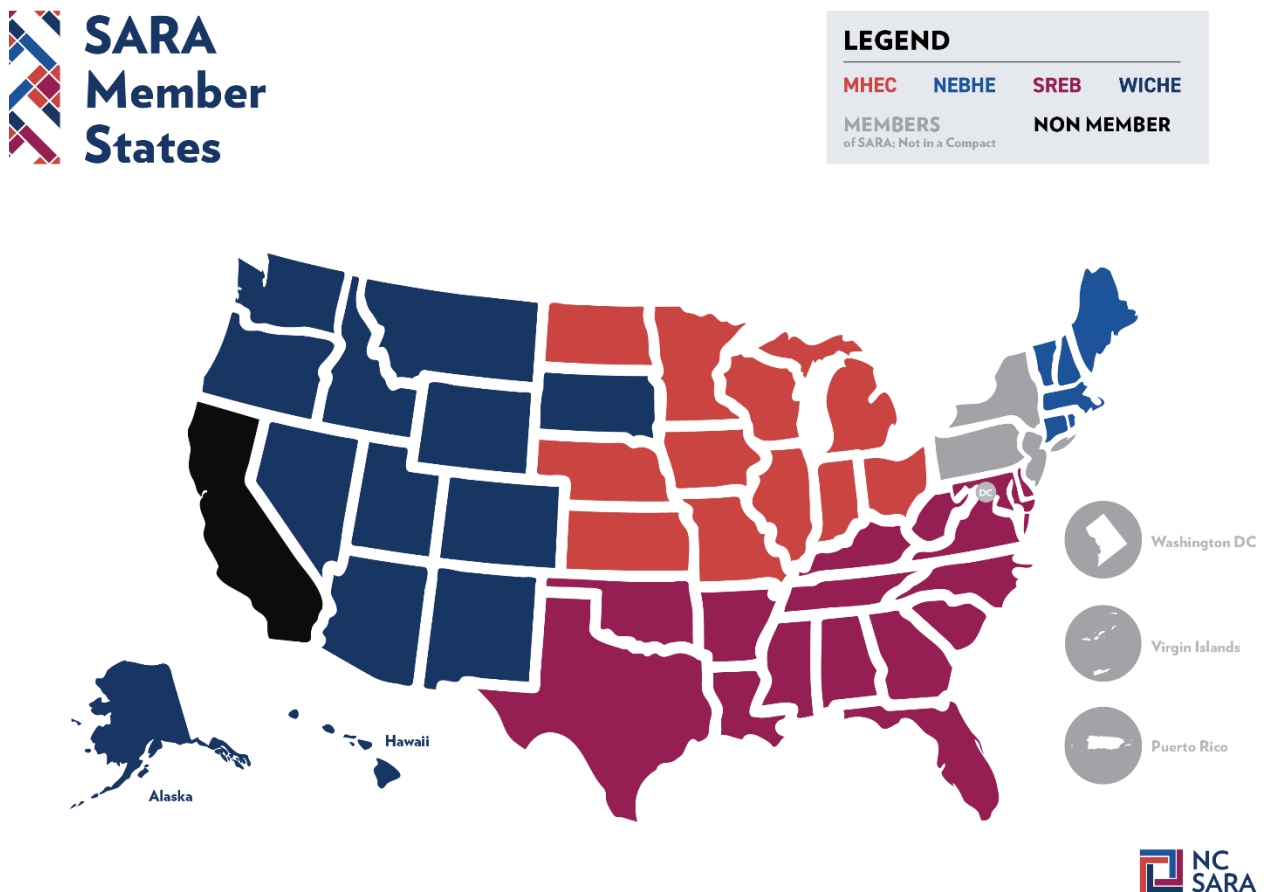 SARA
Member
States
LEGEND
MHEC NEBHE SREB WICHE
MEMBERS NON MEMBER
of SARA; Not in a Compact
DC
Washington DC
Virgin Islands
Puerto Rico
Hawaii
Alaska
NC
SARA